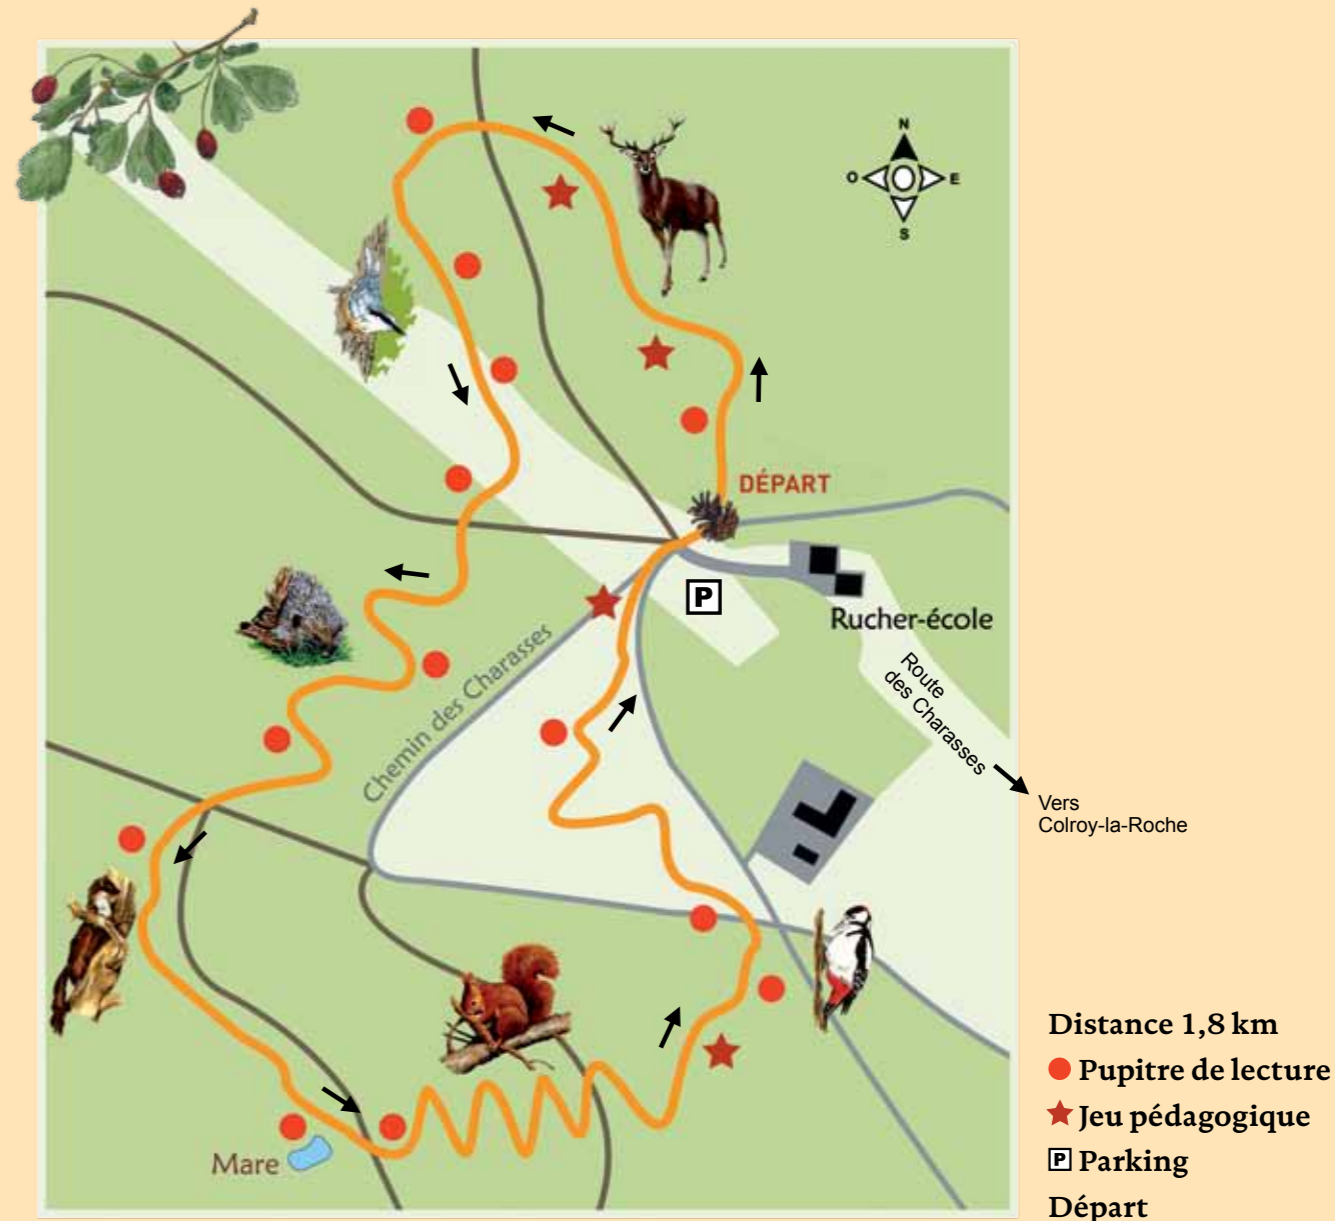 N
O
E
S
DÉPART
P
Rucher-école
Chemin des Charasses
Route
des Charasses
Vers
Colroy-la-Roche
Mare
Distance 1,8 km
Pupitre de lecture
Jeu pédagogique
P Parking
Départ